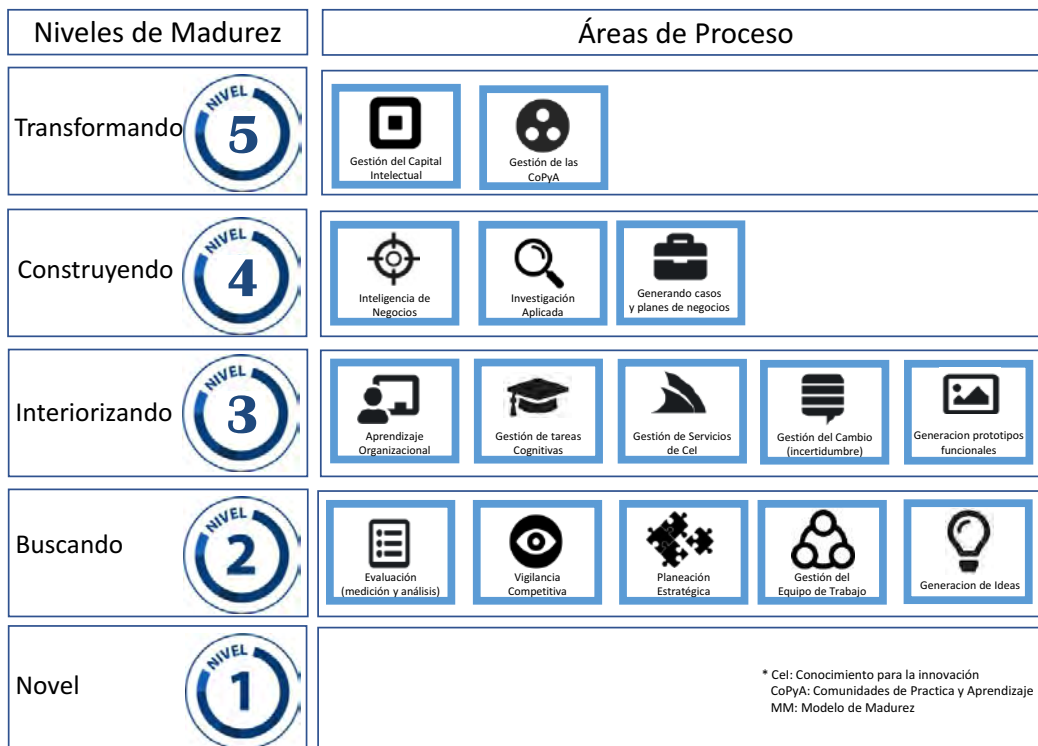 Niveles de Madurez
Áreas de Proceso
Transformando
NIVEL
5
Gestión del Capital
Intelectual
Gestión de las
CoPyA
Construyendo
NIVEL
4
Inteligencia de
Negocios
Investigación
Aplicada
Generando casos
y planes de negocios
Interiorizando
NIVEL
3
Aprendizaje
Organizacional
Gestión de tareas
Cognitivas
Gestión de Servicios
de CeI
Gestión del Cambio
(incertidumbre)
Generacion prototipos
funcionales
Buscando
NIVEL
2
Evaluación
(medición y análisis)
Vigilancia
Competitiva
Planeación
Estratégica
Gestión del
Equipo de Trabajo
Generacion de Ideas
Novel
NIVEL
1
* CeI: Conocimiento para la innovación
CoPyA: Comunidades de Practica y Aprendizaje
MM: Modelo de Madurez